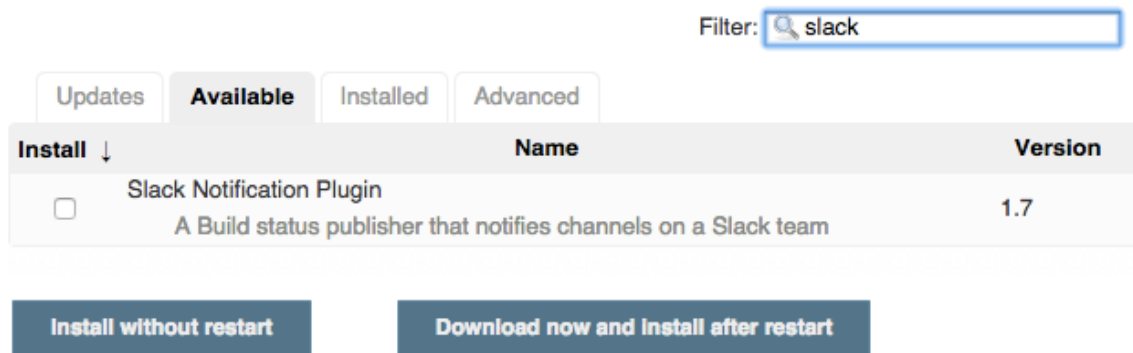 Filter: slack
Updates Available Installed Advanced
Install ↓ Name Version
Slack Notification Plugin
1.7
A Build status publisher that notifies channels on a Slack team
Install without restart Download now and install after restart